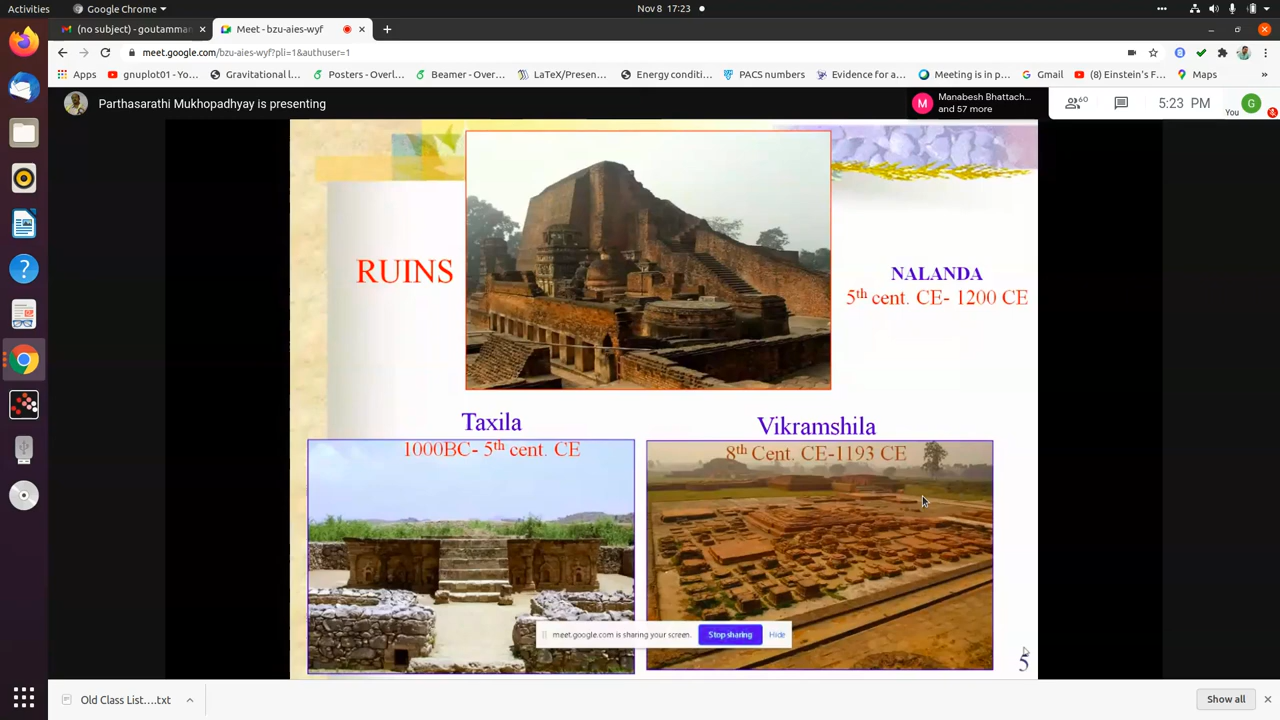 Activities
Google Chrome
Nov 8 17:23
(no subject) - goutamman
Meet - bzu-aies-wyf
meet.google.com/bzu-aies-wyf?pli=1&authuser=1
Apps
gnuplot01 - Yo...
Gravitational l...
Posters - Overl...
Beamer - Over...
LaTeX/Presen...
Energy conditi...
PACS numbers
Evidence for a...
Meeting is in p...
Gmail
(8) Einstein's F...
Maps
Parthasarathi Mukhopadhyay is presenting
M
Manabesh Bhattach...
and 57 more
60
5:23 PM
You
G
RUINS
NALANDA
5th cent. CE- 1200 CE
Taxila
1000BC- 5th cent. CE
Vikramshila
8th Cent. CE-1193 CE
meet.google.com is sharing your screen.
Stop sharing
Hide
5
Old Class List....txt
Show all